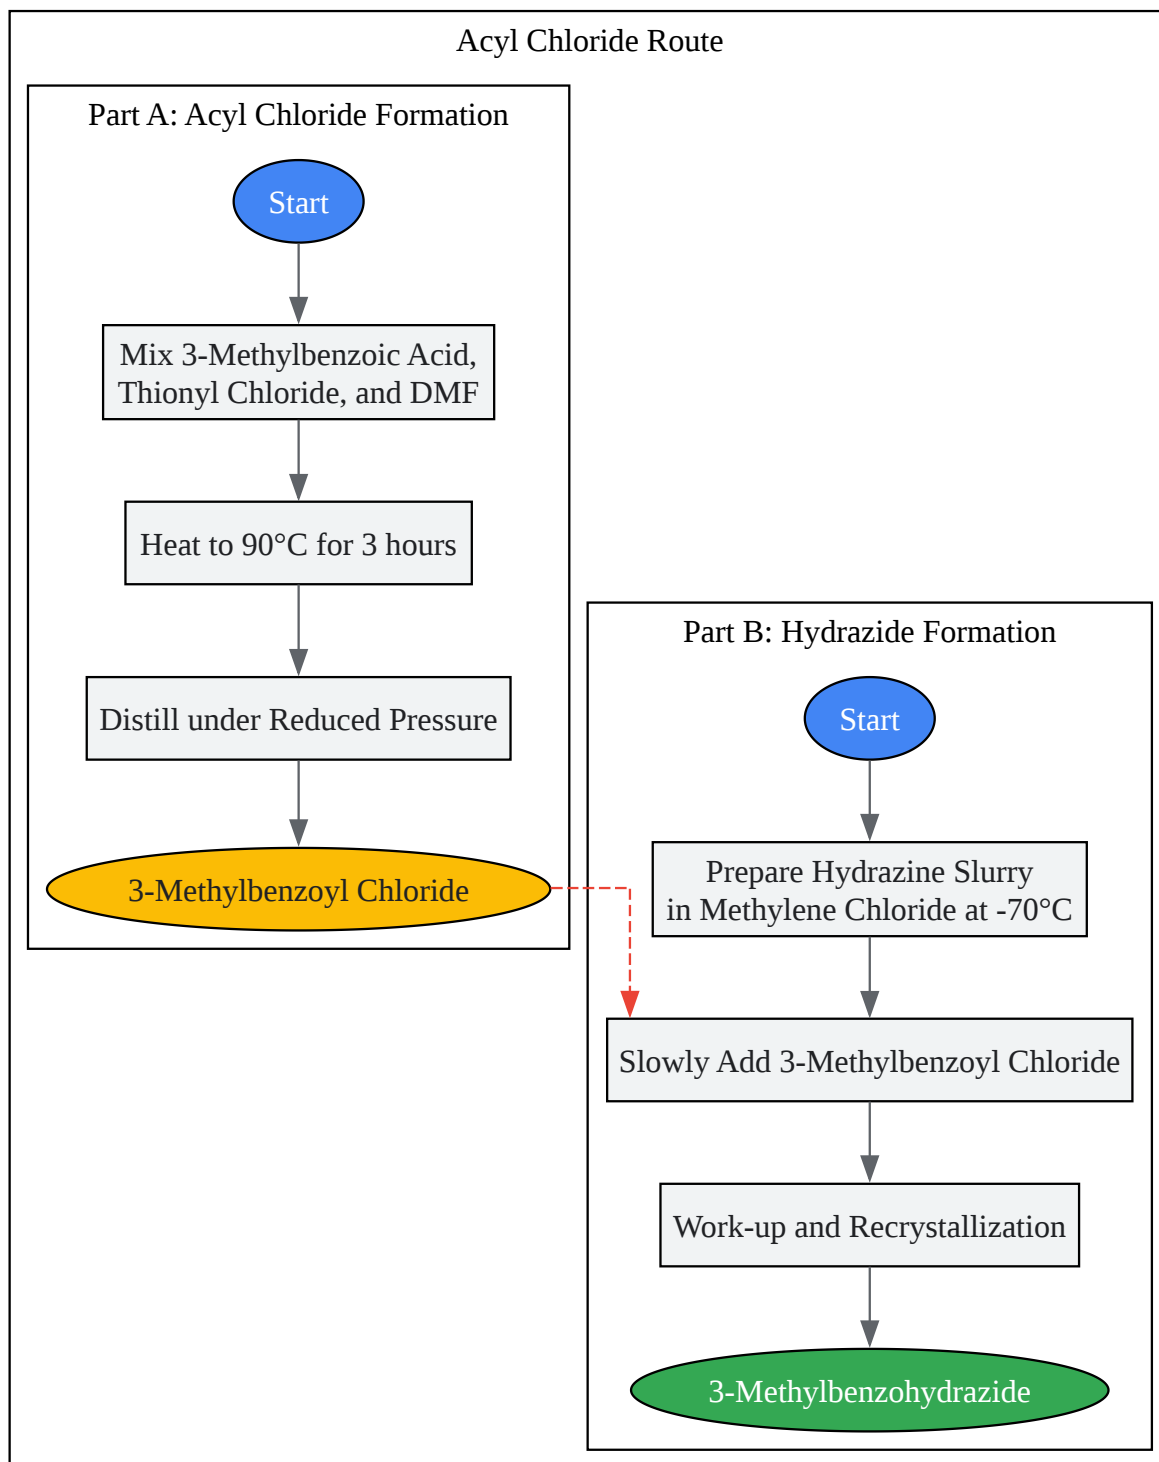 Acyl Chloride Route
Part A: Acyl Chloride Formation
Start
Mix 3-Methylbenzoic Acid,
Thionyl Chloride, and DMF
Heat to 90°C for 3 hours
Distill under Reduced Pressure
3-Methylbenzoyl Chloride
Part B: Hydrazide Formation
Start
Prepare Hydrazine Slurry
in Methylene Chloride at -70°C
Slowly Add 3-Methylbenzoyl Chloride
Work-up and Recrystallization
3-Methylbenzohydrazide